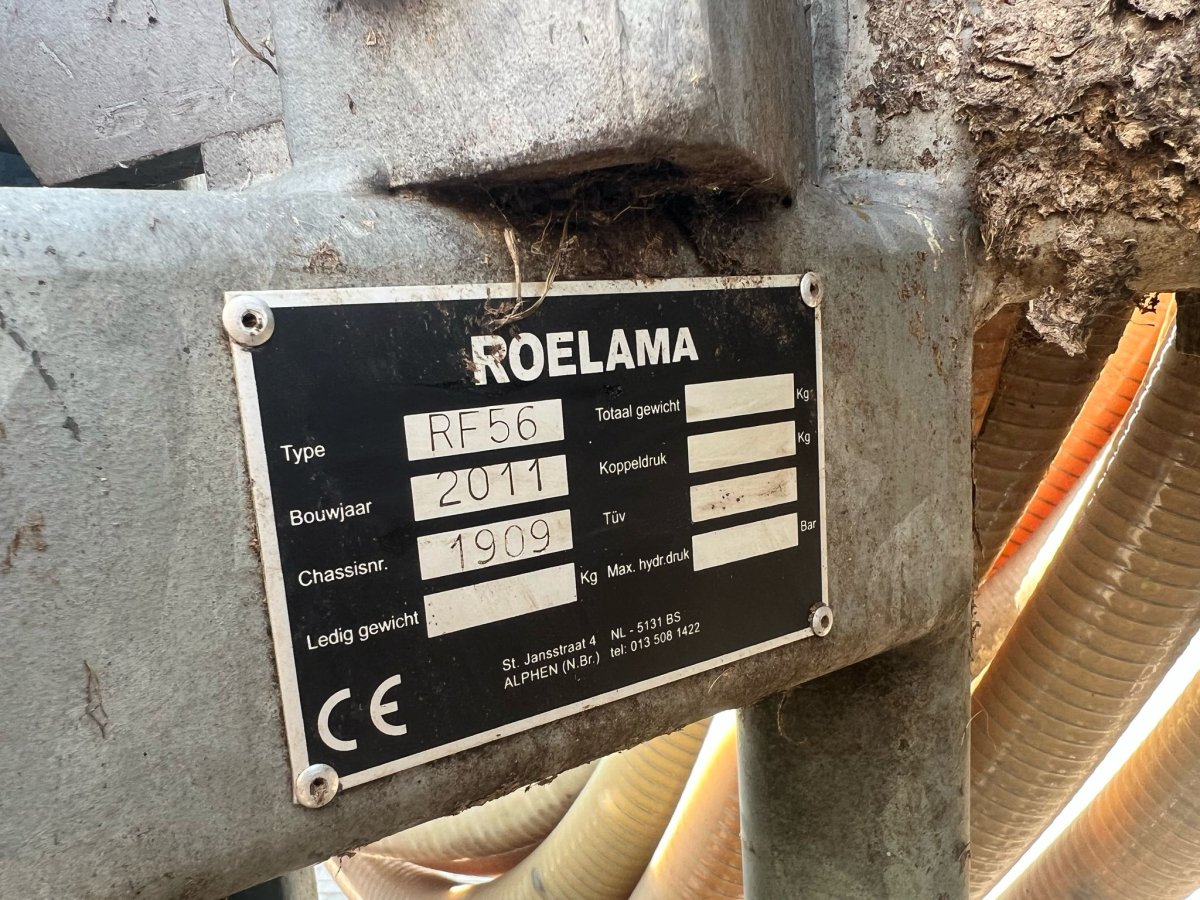 ROELAMA
Type RF56
Bouwjaar 2011
Chassisnr. 1909
Ledig gewicht Kg
Totaal gewicht Kg
Koppeldruk Kg
Tüv
Max. hydr.druk Bar
St. Jansstraat 4 NL - 5131 BS
ALPHEN (N.Br.) tel: 013 508 1422
CE